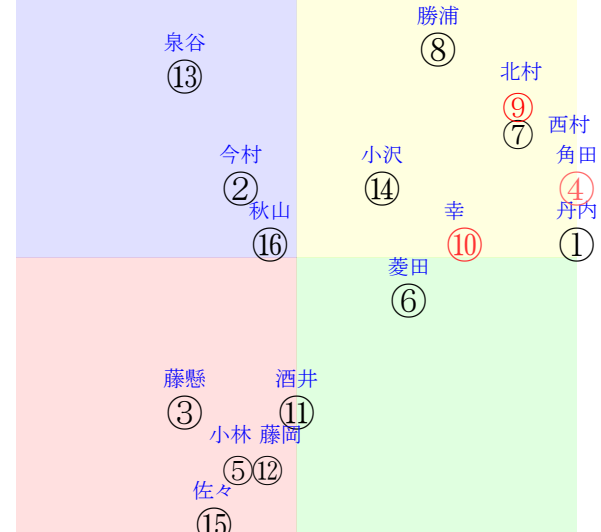 勝浦
⑧
泉谷
⑬
北村
⑨
⑦
西村
今村
②
小沢
⑭
角田
④
秋山
⑯
幸
⑩
丹内
①
菱田
⑥
藤懸
③
酒井
⑪
小林
⑤
藤岡
⑫
佐々
⑮